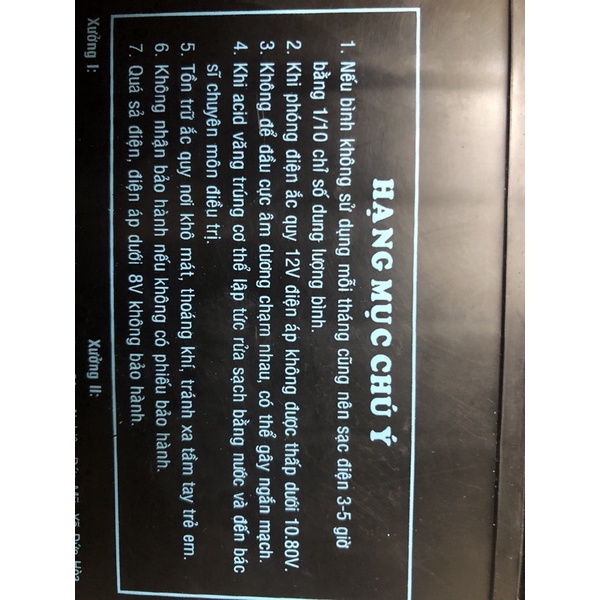 HẠNG MỤC CHÚ Ý
1. Nếu bình không sử dụng mỗi tháng cũng nên sạc điện 3-5 giờ
bằng 1/10 chỉ số dung lượng bình.
2. Khi phóng điện ắc quy 12V điện áp không được thấp dưới 10.80V.
3. Không để đầu cực âm dương chạm nhau, có thể gây ngắn mạch.
4. Khi acid văng trúng cơ thể lập tức rửa sạch bằng nước và đến bác
sĩ chuyên môn điều trị.
5. Tồn trữ ắc quy nơi khô mát, thoáng khí, tránh xa tầm tay trẻ em.
6. Không nhận bảo hành nếu không có phiếu bảo hành.
7. Quá sả điện, điện áp dưới 8V không bảo hành.
Xưởng I:
Xưởng II: